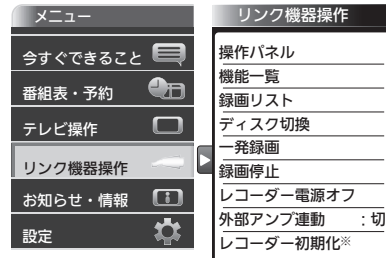 メニュー
今すぐできること
番組表・予約
テレビ操作
リンク機器操作
お知らせ・情報
設定
リンク機器操作
操作パネル
機能一覧
録画リスト
ディスク切換
一発録画
録画停止
レコーダー電源オフ
外部アンプ連動 :切
レコーダー初期化※